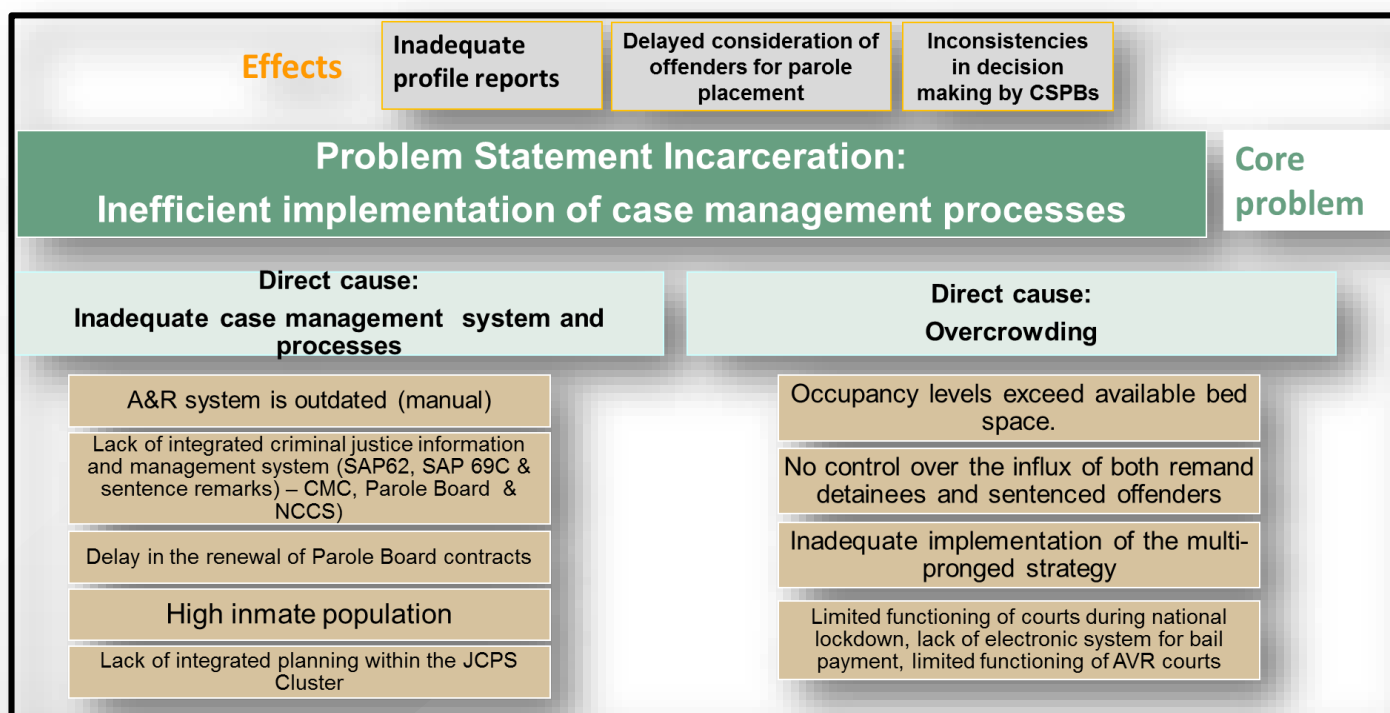 Effects
Inadequate
profile reports
Delayed consideration of
offenders for parole
placement
Inconsistencies
in decision
making by CSPBs
Problem Statement Incarceration:
Inefficient implementation of case management processes
Core
problem
Direct cause:
Inadequate case management system and
processes
A&R system is outdated (manual)
Lack of integrated criminal justice information
and management system (SAP62, SAP 69C &
sentence remarks) – CMC, Parole Board &
NCCS)
Delay in the renewal of Parole Board contracts
High inmate population
Lack of integrated planning within the JCPS
Cluster
Direct cause:
Overcrowding
Occupancy levels exceed available bed
space.
No control over the influx of both remand
detainees and sentenced offenders
Inadequate implementation of the multi-
pronged strategy
Limited functioning of courts during national
lockdown, lack of electronic system for bail
payment, limited functioning of AVR courts